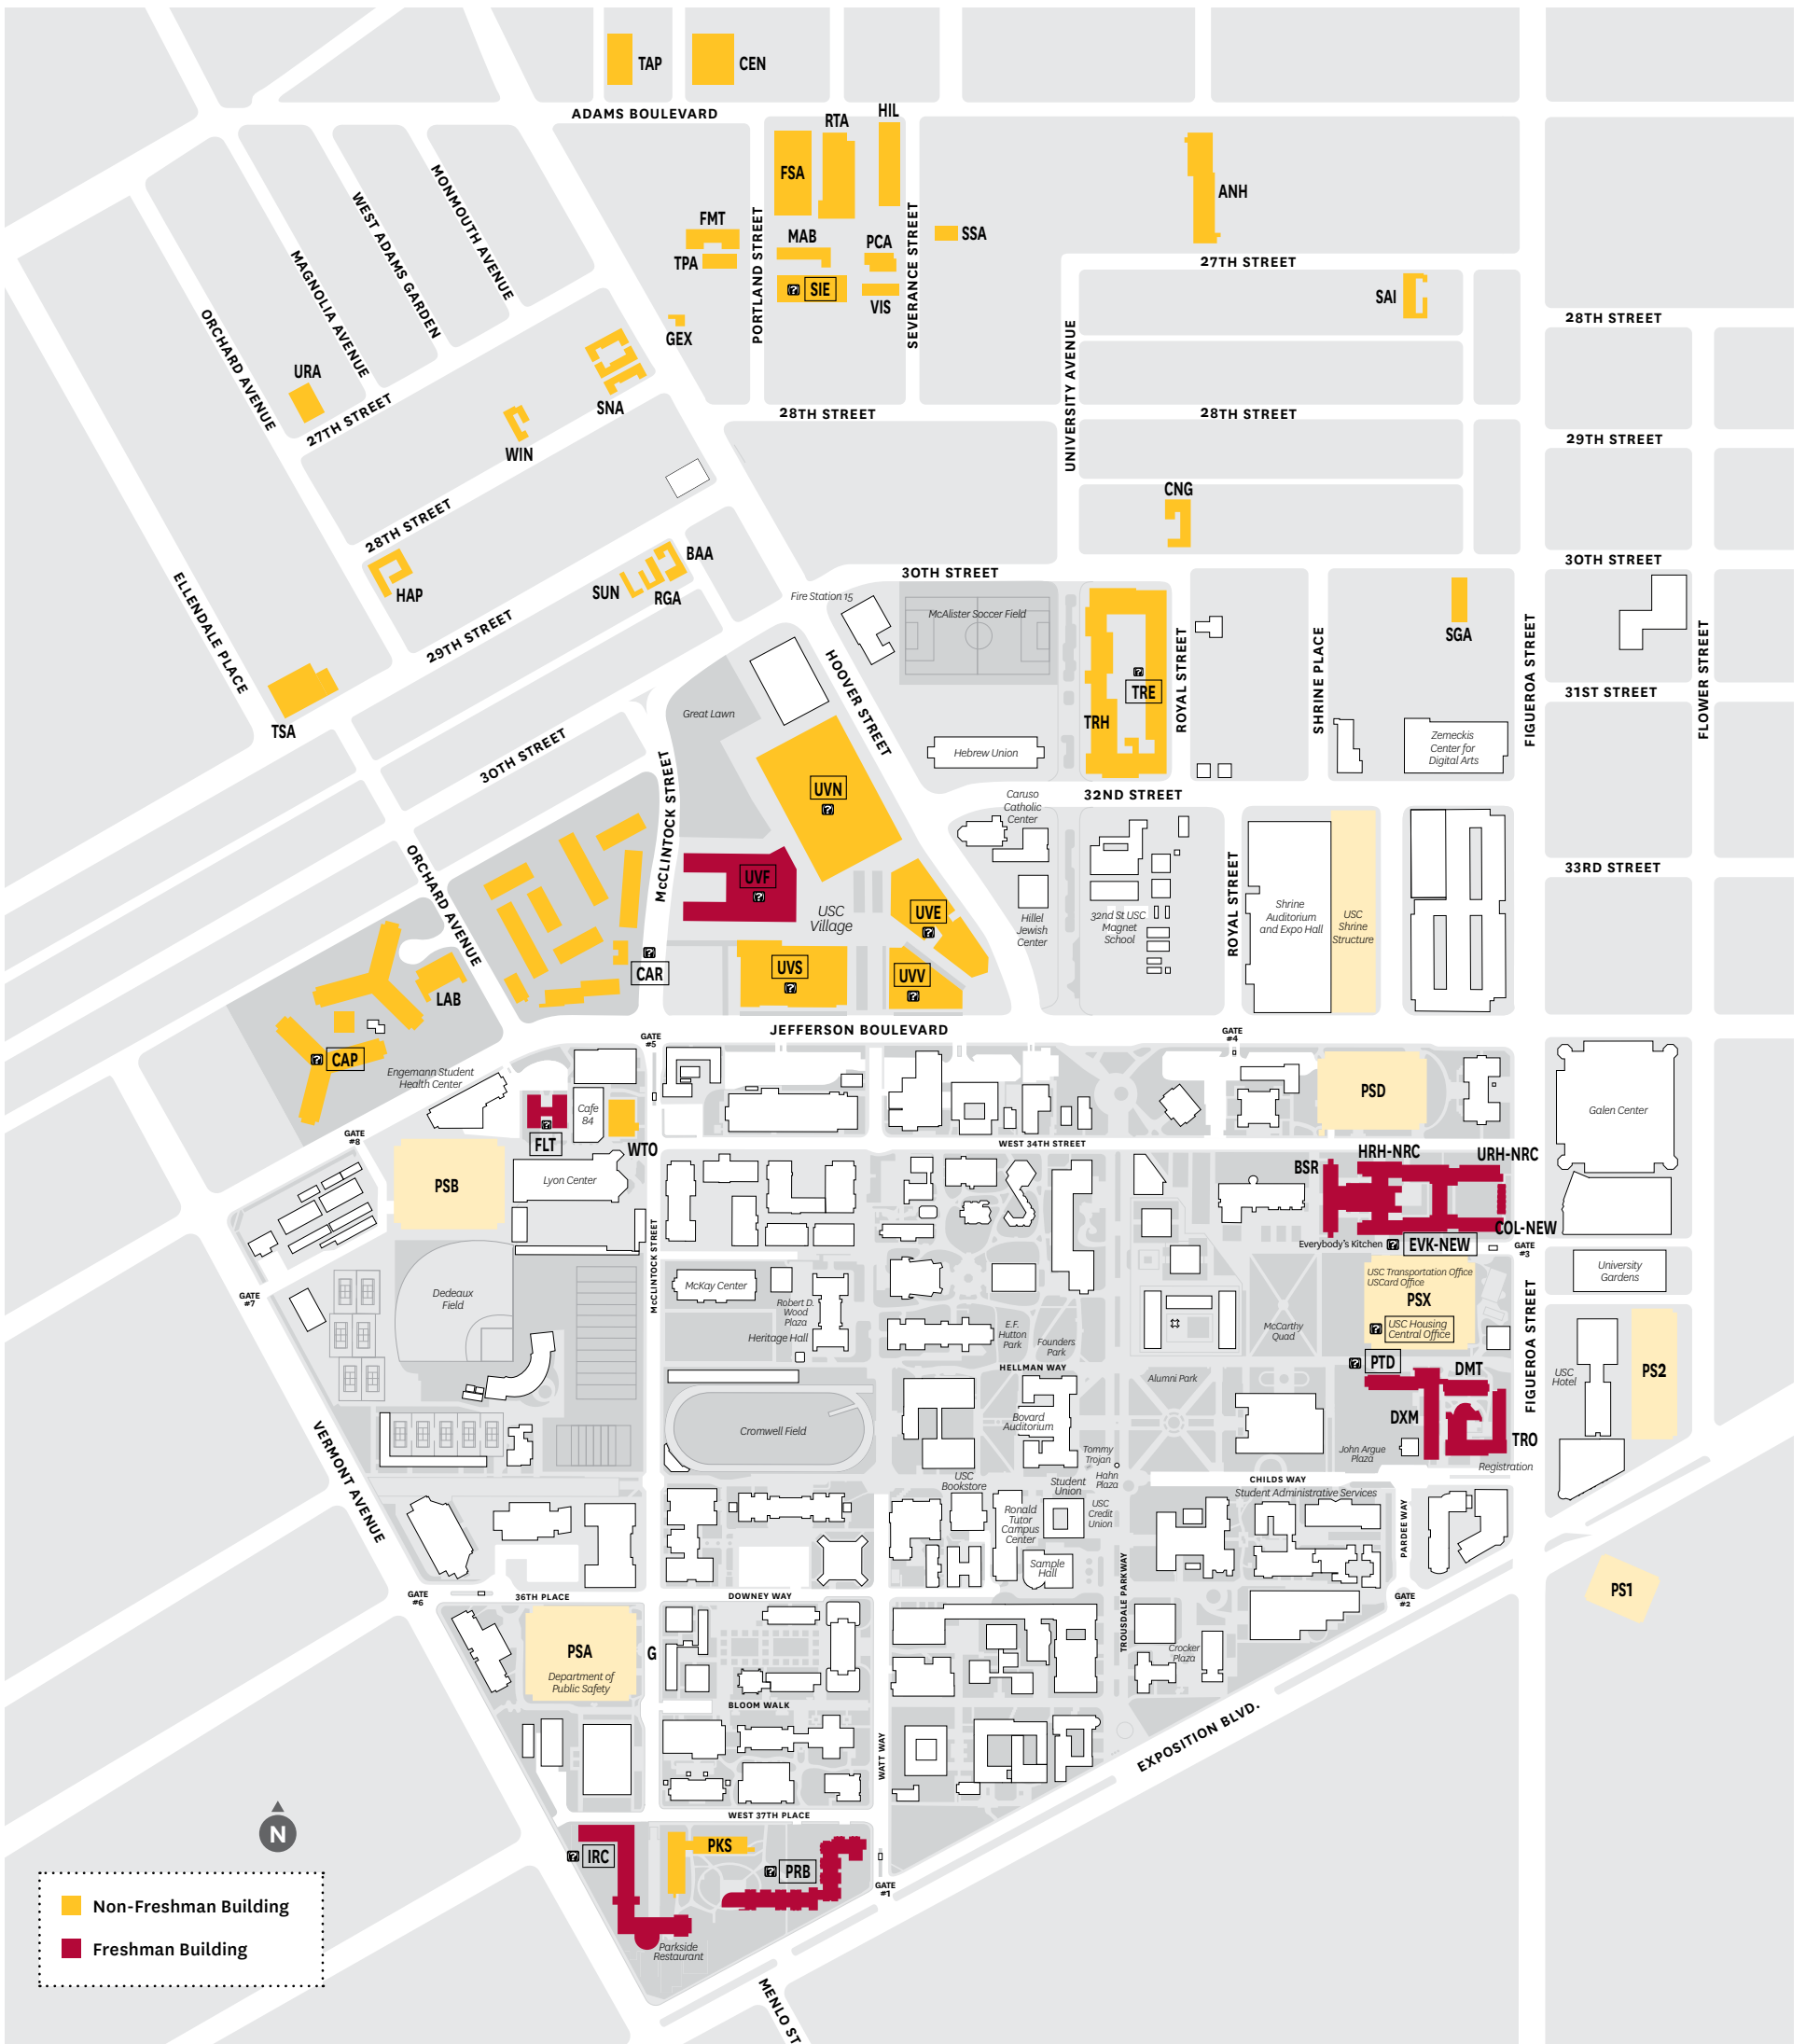 TAP
CEN
ADAMS BOULEVARD
HIL
RTA
FSA
ANH
FMT
MAB
PCA
SSA
TPA
SIE
VIS
GEX
PORTLAND STREET
SEVERANCE STREET
27TH STREET
SAI
28TH STREET
MONMOUTH AVENUE
WEST ADAMS GARDEN
MAGNOLIA AVENUE
ORCHARD AVENUE
URA
27TH STREET
SNA
WIN
28TH STREET
28TH STREET
UNIVERSITY AVENUE
29TH STREET
CNG
28TH STREET
HAP
BAA
SUN
RGA
29TH STREET
ELLENDALE PLACE
TSA
30TH STREET
30TH STREET
30TH STREET
Fire Station 15
McAlister Soccer Field
HOOVER STREET
TRE
TRH
ROYAL STREET
SHRINE PLACE
SGA
FIGUEROA STREET
31ST STREET
FLOWER STREET
Great Lawn
Hebrew Union
Zemeckis
Center for
Digital Arts
McCLINTOCK STREET
UVN
32ND STREET
Caruso
Catholic
Center
ORCHARD AVENUE
UVF
USC
Village
UVE
UVS
UVV
CAR
LAB
CAP
Hillel
Jewish
Center
32nd St USC
Magnet
School
ROYAL STREET
Shrine
Auditorium
and Expo Hall
USC
Shrine
Structure
33RD STREET
JEFFERSON BOULEVARD
GATE
#5
GATE
#4
Engemann Student
Health Center
Cafe
84
FLT
WTO
PSD
Galen Center
GATE
#8
WEST 34TH STREET
PSB
Lyon Center
BSR
HRH-NRC
URH-NRC
COL-NEW
Everybody's Kitchen
EVK-NEW
GATE
#3
McCLINTOCK STREET
GATE
#7
Dedeaux
Field
McKay Center
Robert D.
Wood
Plaza
Heritage Hall
E.F.
Hutton
Park
Founders
Park
McCarthy
Quad
USC Transportation Office
USCard Office
PSX
USC Housing
Central Office
University
Gardens
FIGUEROA STREET
HELLMAN WAY
Alumni Park
PTD
DMT
USC
Hotel
PS2
Cromwell Field
Bovard
Auditorium
Tommy
Trojan
DXM
TRO
John Argue
Plaza
Registration
VERMONT AVENUE
USC
Bookstore
Student
Union
Hahn
Plaza
CHILDS WAY
Student Administrative Services
Ronald
Tutor
Campus
Center
USC
Credit
Union
Sample
Hall
PARDEE WAY
GATE
#6
36TH PLACE
DOWNEY WAY
TROUSDALE PARKWAY
GATE
#2
PS1
PSA
Department of
Public Safety
G
Crocker
Plaza
BLOOM WALK
WATT WAY
EXPOSITION BLVD.
WEST 37TH PLACE
IRC
PKS
PRB
GATE
#1
Parkside
Restaurant
MENLO ST
N
Non-Freshman Building
Freshman Building